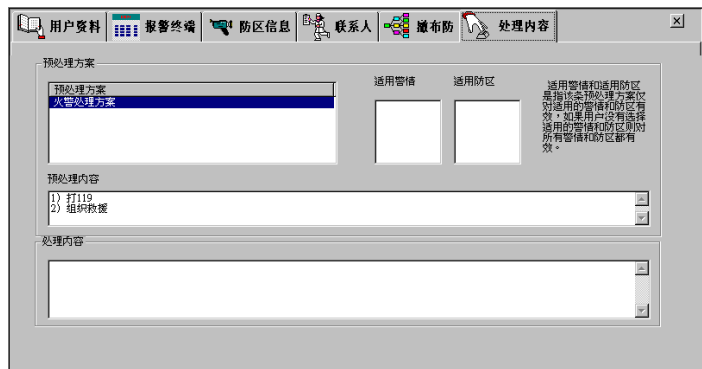 用户资料
报警终端
防区信息
联系人
撤布防
处理内容
预处理方案
预处理方案
火警处理方案
适用警情
适用防区
适用警情和适用防区
是指该条预处理方案仅
对适用的警情和防区有
效，如果用户没有选择
适用的警情和防区则对
所有警情和防区都有
效。
预处理内容
1) 打119
2) 组织救援
处理内容